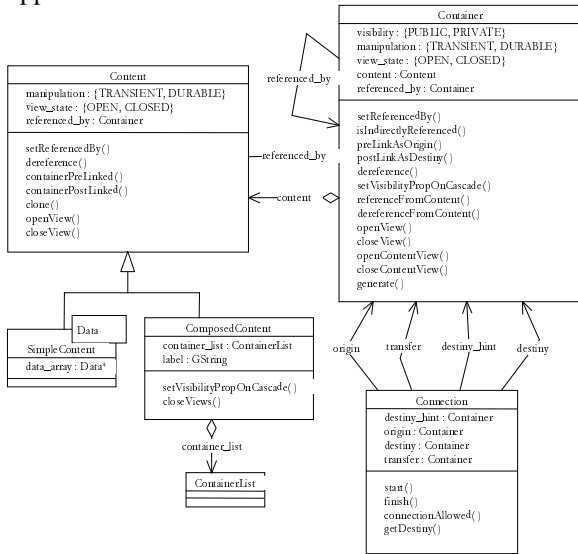 Container
visibility : {PUBLIC, PRIVATE}
manipulation : {TRANSIENT, DURABLE}
view_state : {OPEN, CLOSED}
content : Content
referenced_by : Container
setReferencedBy()
isIndirectlyReferenced()
preLinkAsOrigin()
postLinkAsDestiny()
dereference()
setVisibilityPropOnCascade()
referenceFromContent()
dereferenceFromContent()
openView()
closeView()
openContentView()
closeContentView()
generate()
referenced_by
Content
manipulation : {TRANSIENT, DURABLE}
view_state : {OPEN, CLOSED}
referenced_by : Container
setReferencedBy()
dereference()
containerPreLinked()
containerPostLinked()
clone()
openView()
closeView()
referenced_by
content
Data
SimpleContent
data_array : Data*
ComposedContent
container_list : ContainerList
label : GString
setVisibilityPropOnCascade()
closeViews()
container_list
ContainerList
origin
transfer
destiny_hint
destiny
Connection
destiny_hint : Container
origin : Container
destiny : Container
transfer : Container
start()
finish()
connectionAllowed()
getDestiny()